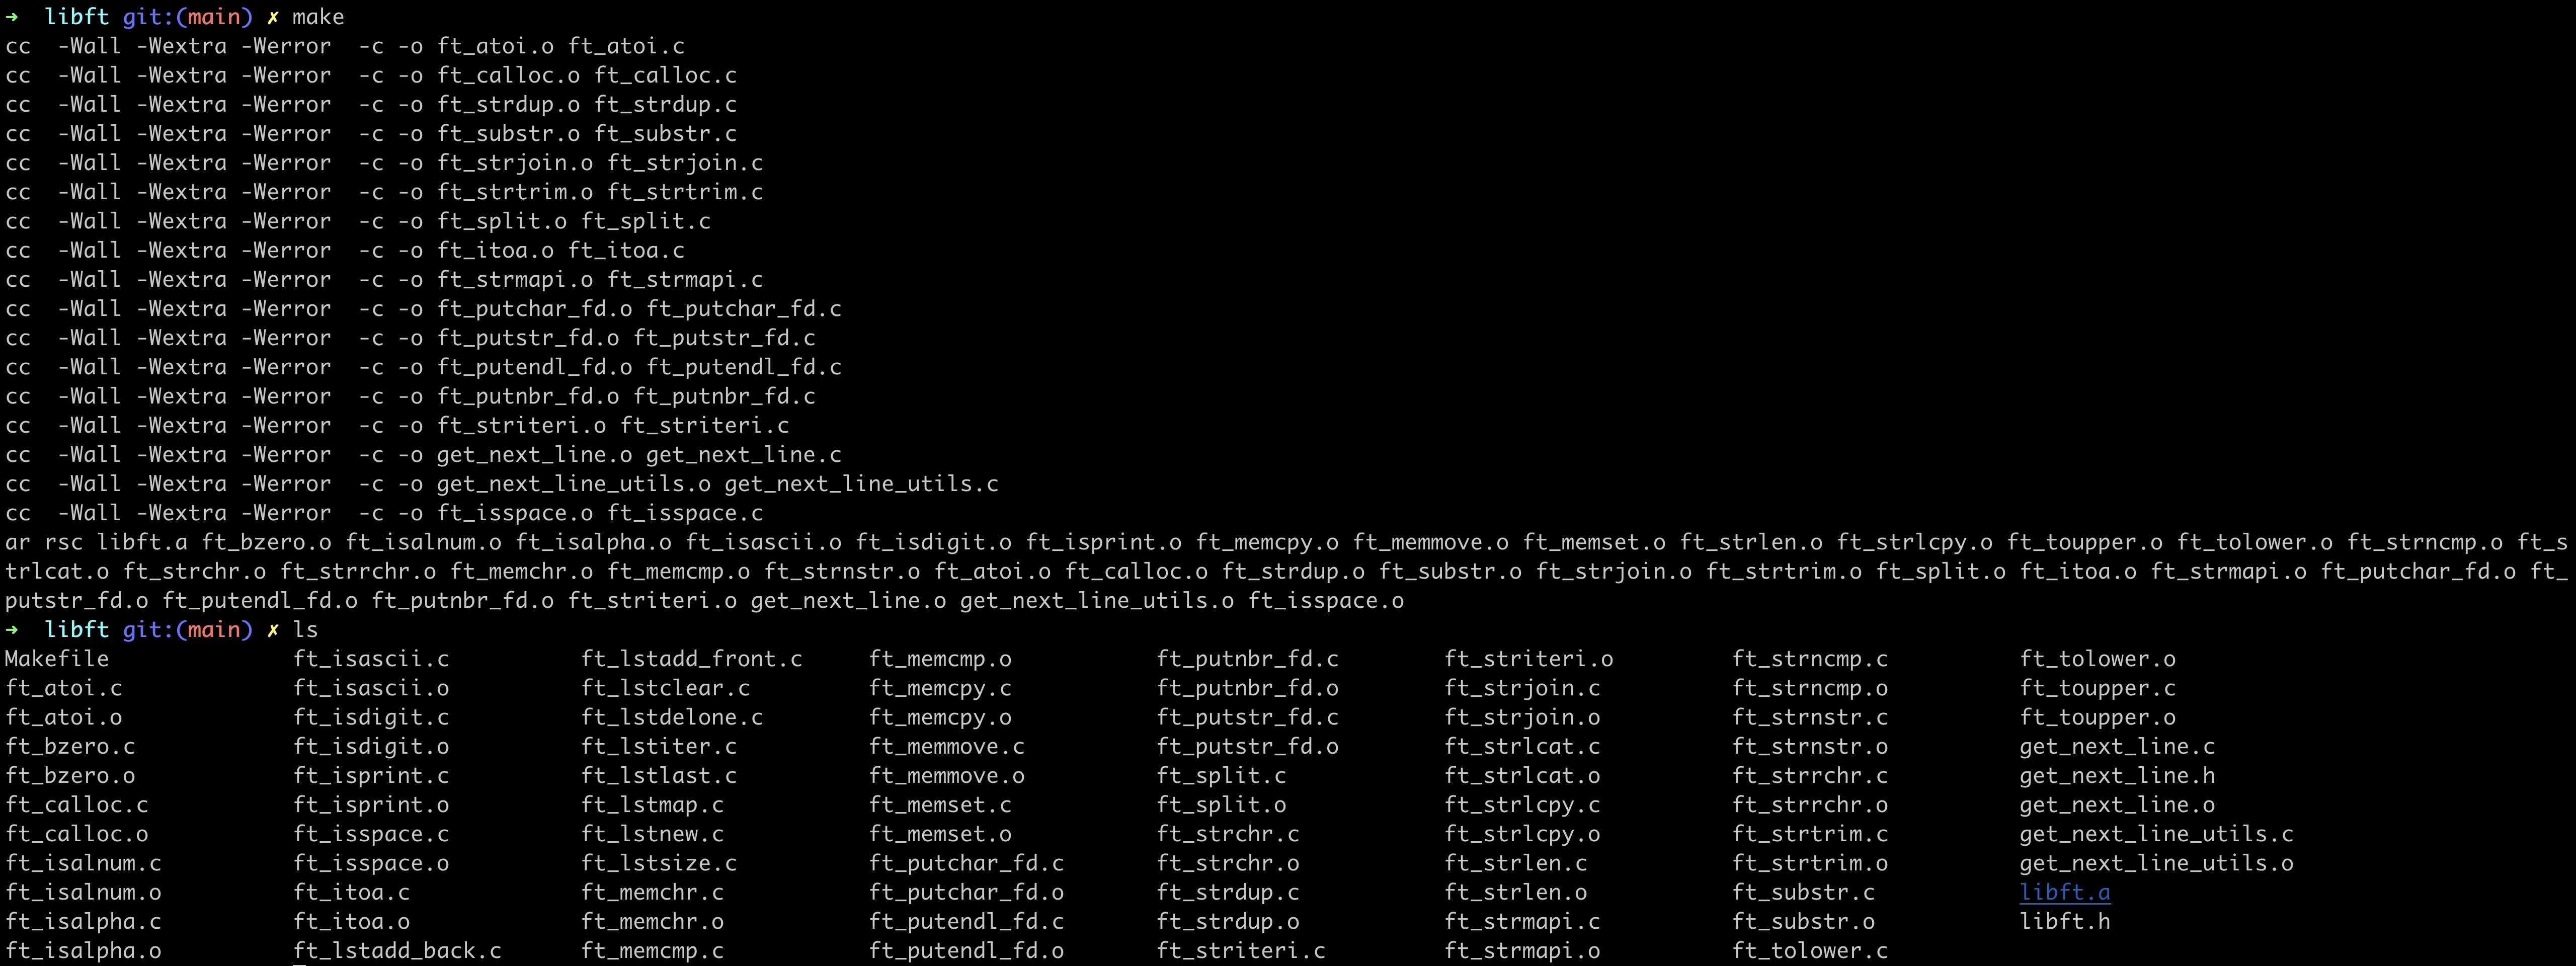 →  libft git:(main) ✗ make
cc  -Wall -Wextra -Werror  -c -o ft_atoi.o ft_atoi.c
cc  -Wall -Wextra -Werror  -c -o ft_calloc.o ft_calloc.c
cc  -Wall -Wextra -Werror  -c -o ft_strdup.o ft_strdup.c
cc  -Wall -Wextra -Werror  -c -o ft_substr.o ft_substr.c
cc  -Wall -Wextra -Werror  -c -o ft_strjoin.o ft_strjoin.c
cc  -Wall -Wextra -Werror  -c -o ft_strtrim.o ft_strtrim.c
cc  -Wall -Wextra -Werror  -c -o ft_split.o ft_split.c
cc  -Wall -Wextra -Werror  -c -o ft_itoa.o ft_itoa.c
cc  -Wall -Wextra -Werror  -c -o ft_strmapi.o ft_strmapi.c
cc  -Wall -Wextra -Werror  -c -o ft_putchar_fd.o ft_putchar_fd.c
cc  -Wall -Wextra -Werror  -c -o ft_putstr_fd.o ft_putstr_fd.c
cc  -Wall -Wextra -Werror  -c -o ft_putendl_fd.o ft_putendl_fd.c
cc  -Wall -Wextra -Werror  -c -o ft_putnbr_fd.o ft_putnbr_fd.c
cc  -Wall -Wextra -Werror  -c -o ft_striteri.o ft_striteri.c
cc  -Wall -Wextra -Werror  -c -o get_next_line.o get_next_line.c
cc  -Wall -Wextra -Werror  -c -o get_next_line_utils.o get_next_line_utils.c
cc  -Wall -Wextra -Werror  -c -o ft_isspace.o ft_isspace.c
ar rsc libft.a ft_bzero.o ft_isalnum.o ft_isalpha.o ft_isascii.o ft_isdigit.o ft_isprint.o ft_memcpy.o ft_memmove.o ft_memset.o ft_strlen.o ft_strlcpy.o ft_toupper.o ft_tolower.o ft_strncmp.o ft_s
trlcat.o ft_strchr.o ft_strrchr.o ft_memchr.o ft_memcmp.o ft_strnstr.o ft_atoi.o ft_calloc.o ft_strdup.o ft_substr.o ft_strjoin.o ft_strtrim.o ft_split.o ft_itoa.o ft_strmapi.o ft_putchar_fd.o ft_
putstr_fd.o ft_putendl_fd.o ft_putnbr_fd.o ft_striteri.o get_next_line.o get_next_line_utils.o ft_isspace.o
→  libft git:(main) ✗ ls
Makefile ft_isascii.c ft_lstadd_front.c ft_memcmp.o ft_putnbr_fd.c ft_striteri.o ft_strncmp.c ft_tolower.o
ft_atoi.c ft_isascii.o ft_lstclear.c ft_memcpy.c ft_putnbr_fd.o ft_strjoin.c ft_strncmp.o ft_toupper.c
ft_atoi.o ft_isdigit.c ft_lstdelone.c ft_memcpy.o ft_putstr_fd.c ft_strjoin.o ft_strnstr.c ft_toupper.o
ft_bzero.c ft_isdigit.o ft_lstiter.c ft_memmove.c ft_putstr_fd.o ft_strlcat.c ft_strnstr.o get_next_line.c
ft_bzero.o ft_isprint.c ft_lstlast.c ft_memmove.o ft_split.c ft_strlcat.o ft_strrchr.c get_next_line.h
ft_calloc.c ft_isprint.o ft_lstmap.c ft_memset.c ft_split.o ft_strlcpy.c ft_strrchr.o get_next_line.o
ft_calloc.o ft_isspace.c ft_lstnew.c ft_memset.o ft_strchr.c ft_strlcpy.o ft_strtrim.c get_next_line_utils.c
ft_isalnum.c ft_isspace.o ft_lstsize.c ft_putchar_fd.c ft_strchr.o ft_strlen.c ft_strtrim.o get_next_line_utils.o
ft_isalnum.o ft_itoa.c ft_memchr.c ft_putchar_fd.o ft_strdup.c ft_strlen.o ft_substr.c libft.a
ft_isalpha.c ft_itoa.o ft_memchr.o ft_putendl_fd.c ft_strdup.o ft_strmapi.c ft_substr.o libft.h
ft_isalpha.o ft_lstadd_back.c ft_memcmp.c ft_putendl_fd.o ft_striteri.c ft_strmapi.o ft_tolower.c